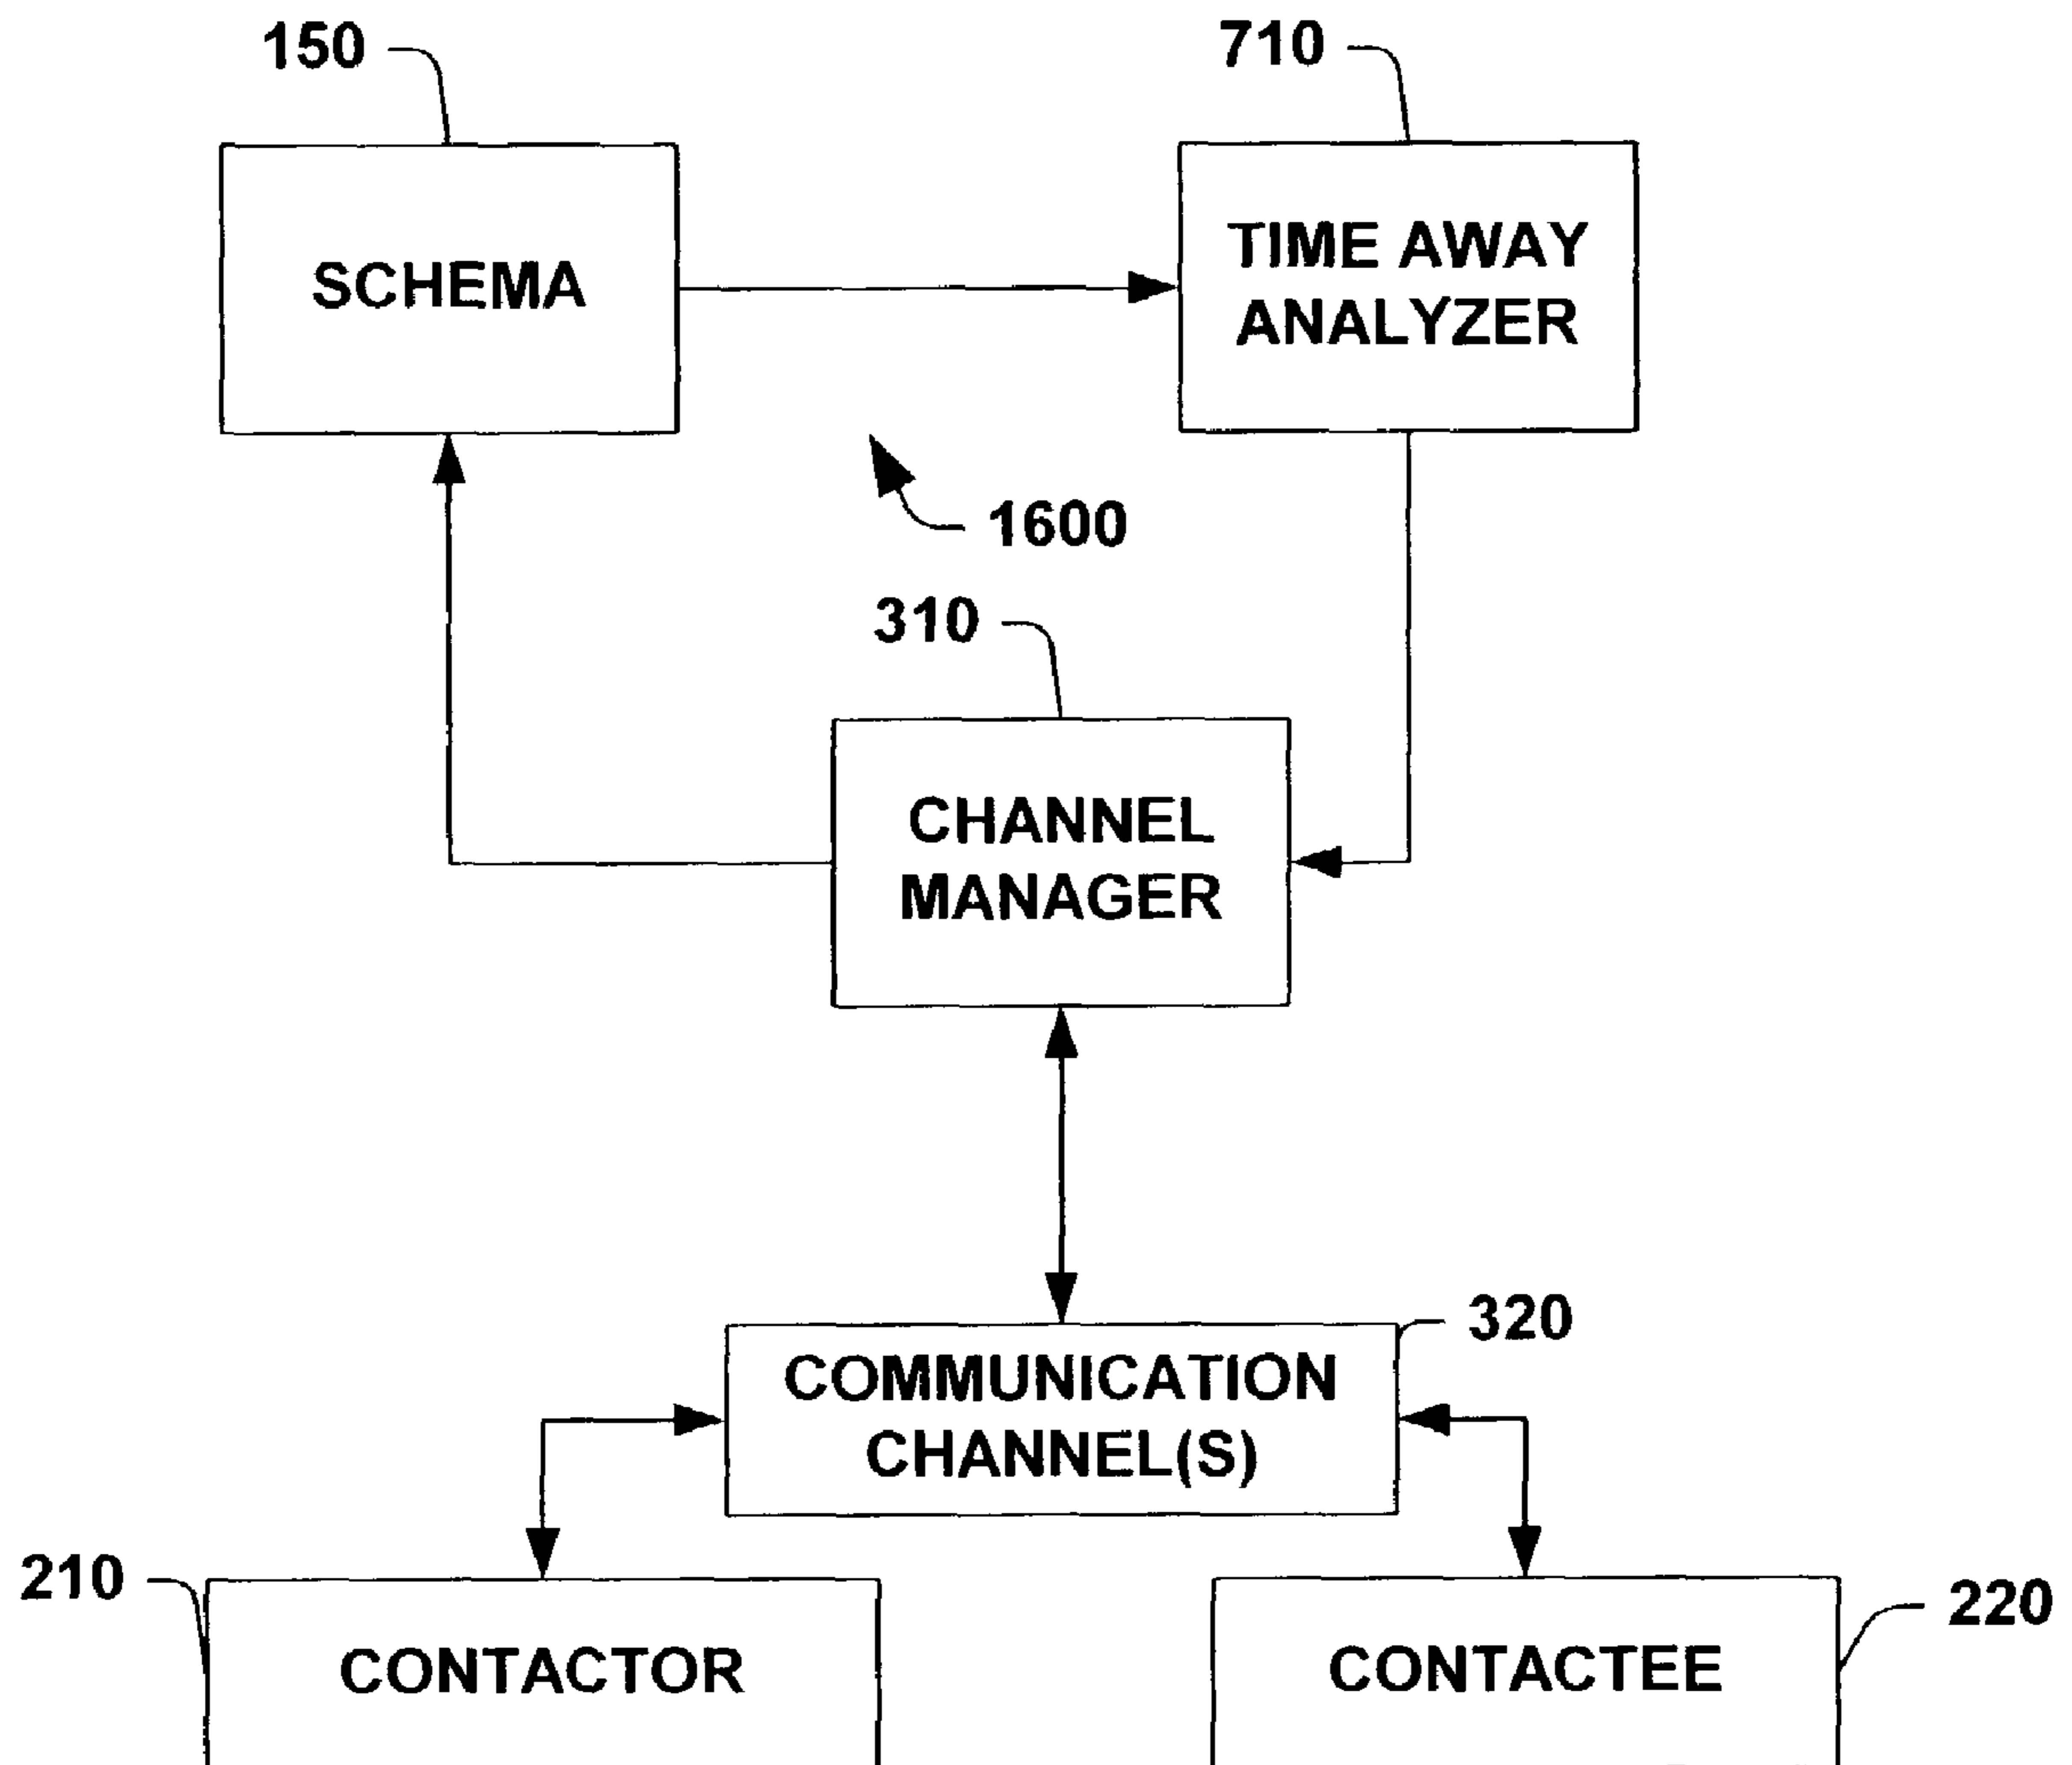 150
710
SCHEMA
TIME AWAY
ANALYZER
1600
310
CHANNEL
MANAGER
320
COMMUNICATION
CHANNEL(S)
210
220
CONTACTOR
CONTACTEE